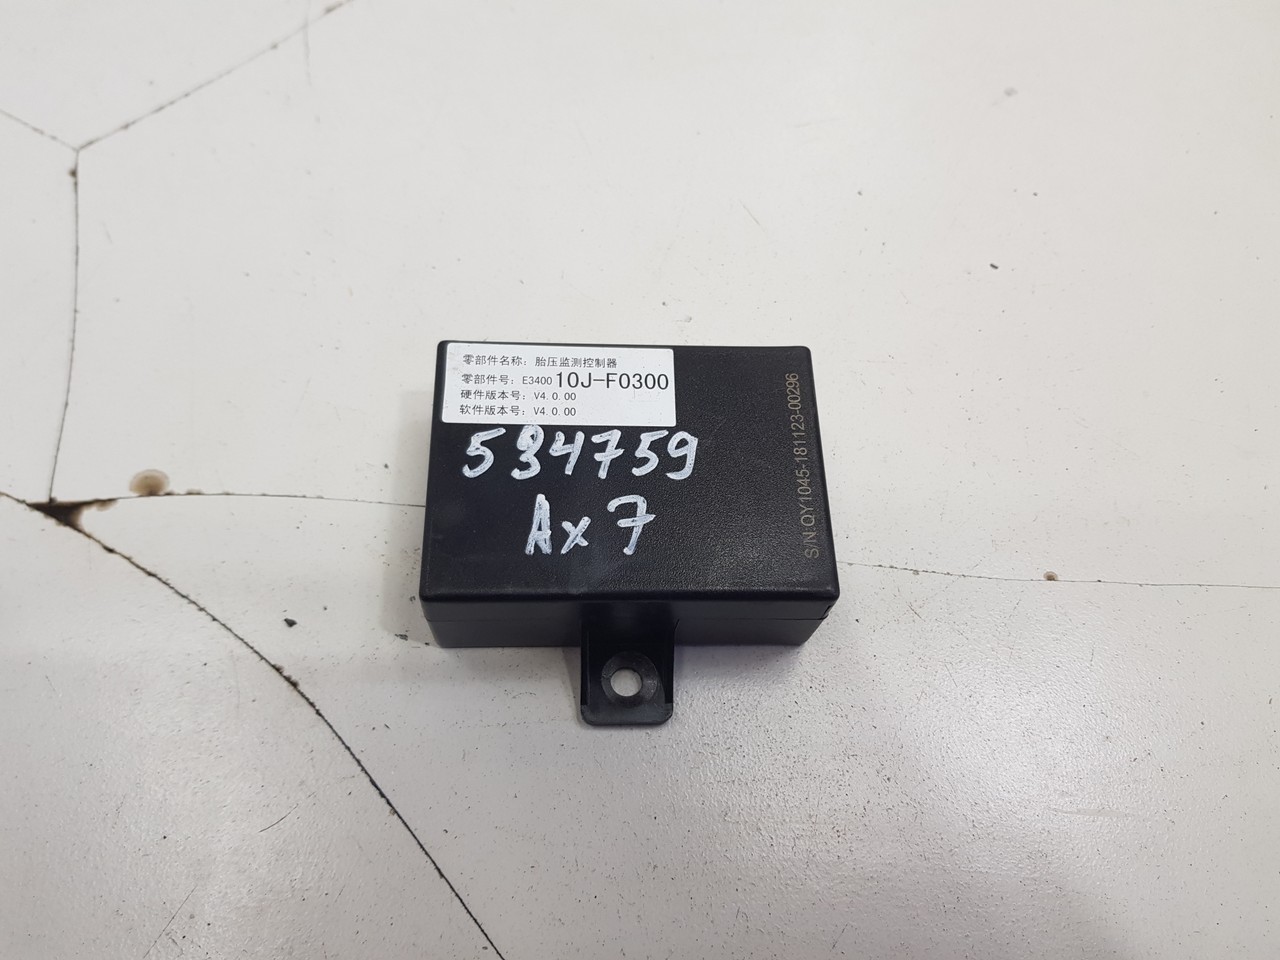 零部件名称: 胎压监测控制器
零部件号: E340010J-F0300
硬件版本号: V4.0.00
软件版本号: V4.0.00
534759
Ax7
S/N:QY1045-181123-00296